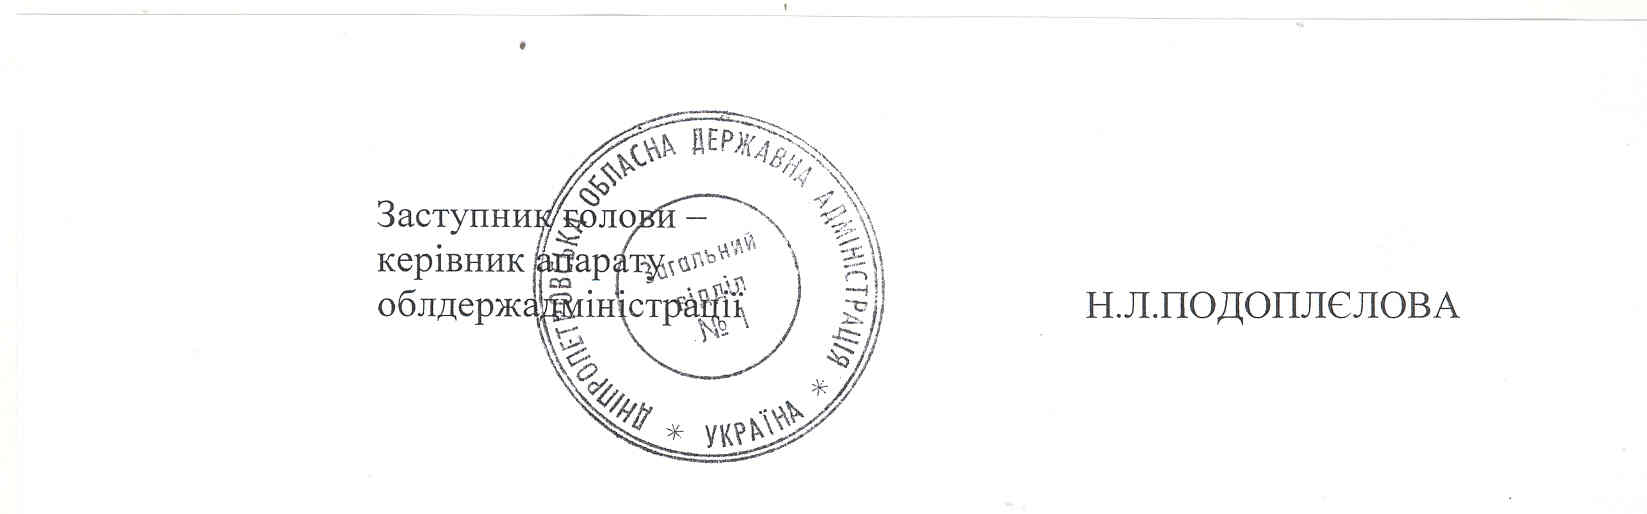 Заступник голови –
керівник апарату
облдержадміністрації
Н.Л.ПОДОПЛЄЛОВА
ДНІПРОПЕТРОВСЬКА ОБЛАСНА ДЕРЖАВНА АДМІНІСТРАЦІЯ
* УКРАЇНА *
Загальний
відділ
№ 1